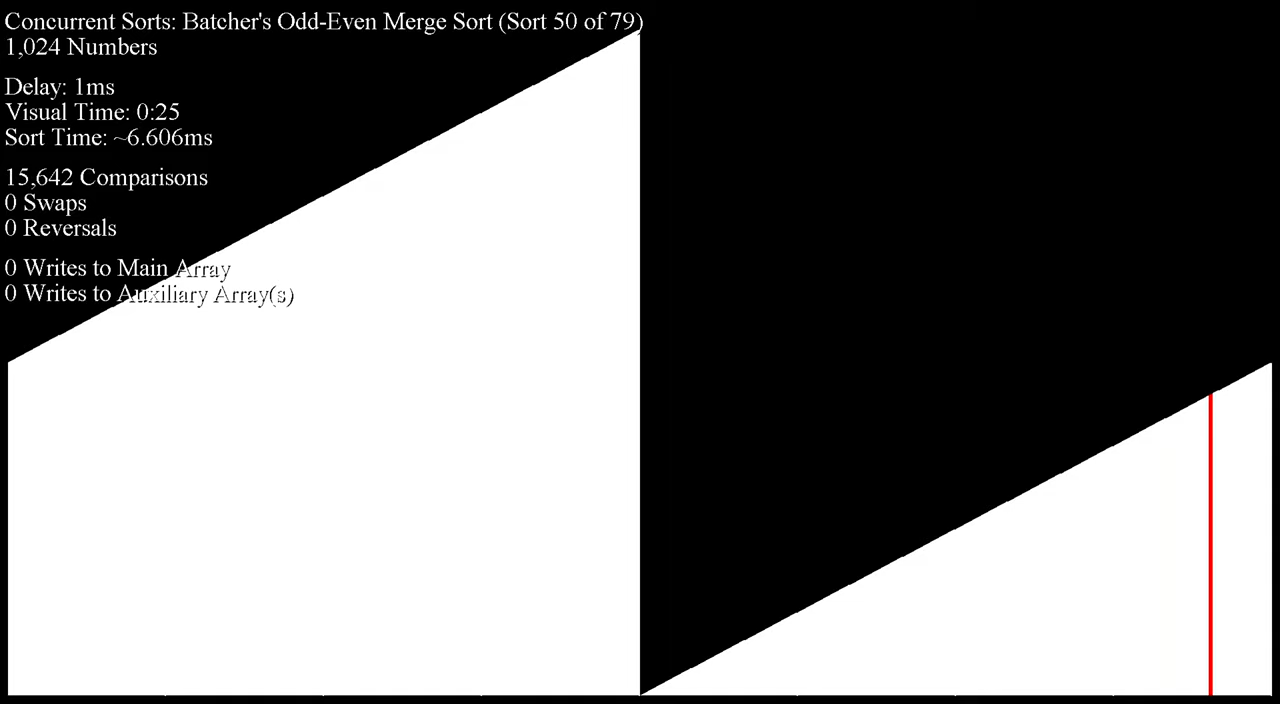 Concurrent Sorts: Batcher's Odd-Even Merge Sort (Sort 50 of 79)
1,024 Numbers
Delay: 1ms
Visual Time: 0:25
Sort Time: ~6.606ms
15,642 Comparisons
0 Swaps
0 Reversals
0 Writes to Main Array
0 Writes to Auxiliary Array(s)